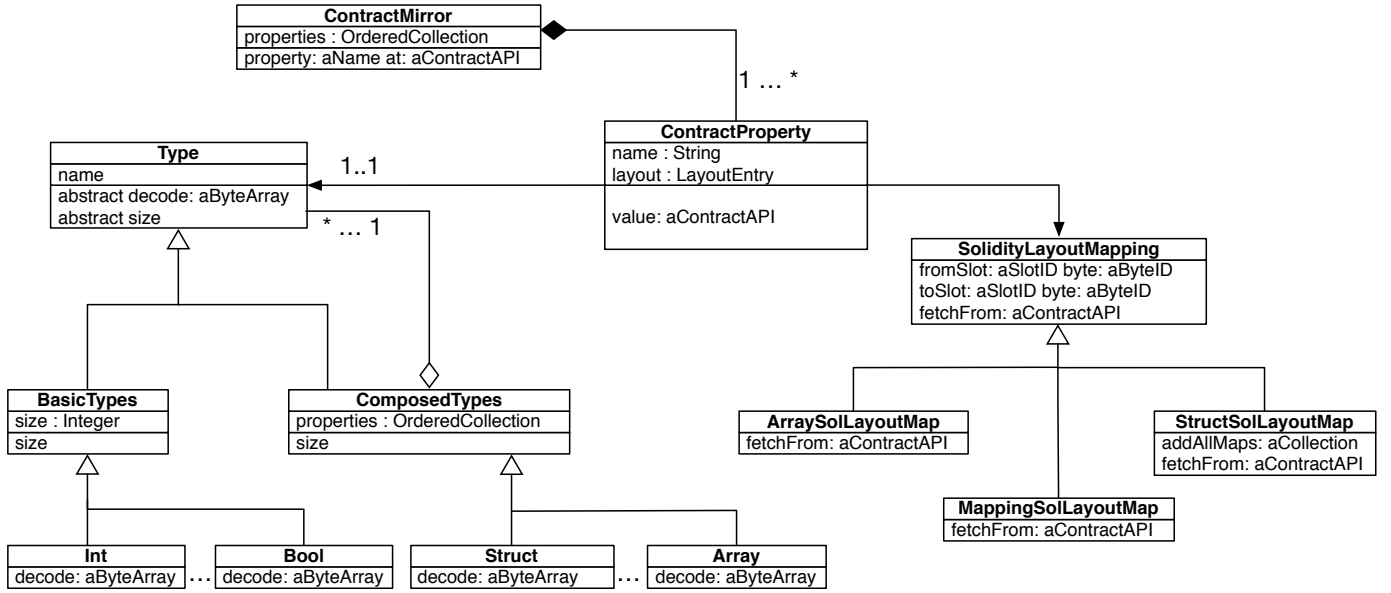 ContractMirror
properties : OrderedCollection
property: aName at: aContractAPI
1 ... *
ContractProperty
name : String
layout : LayoutEntry
value: aContractAPI
Type
name
abstract decode: aByteArray
abstract size
1..1
* ... 1
SolidityLayoutMapping
fromSlot: aSlotID byte: aByteID
toSlot: aSlotID byte: aByteID
fetchFrom: aContractAPI
BasicTypes
size : Integer
size
ComposedTypes
properties : OrderedCollection
size
ArraySolLayoutMap
fetchFrom: aContractAPI
StructSolLayoutMap
addAllMaps: aCollection
fetchFrom: aContractAPI
MappingSolLayoutMap
fetchFrom: aContractAPI
Int
decode: aByteArray
...
Bool
decode: aByteArray
Struct
decode: aByteArray
...
Array
decode: aByteArray